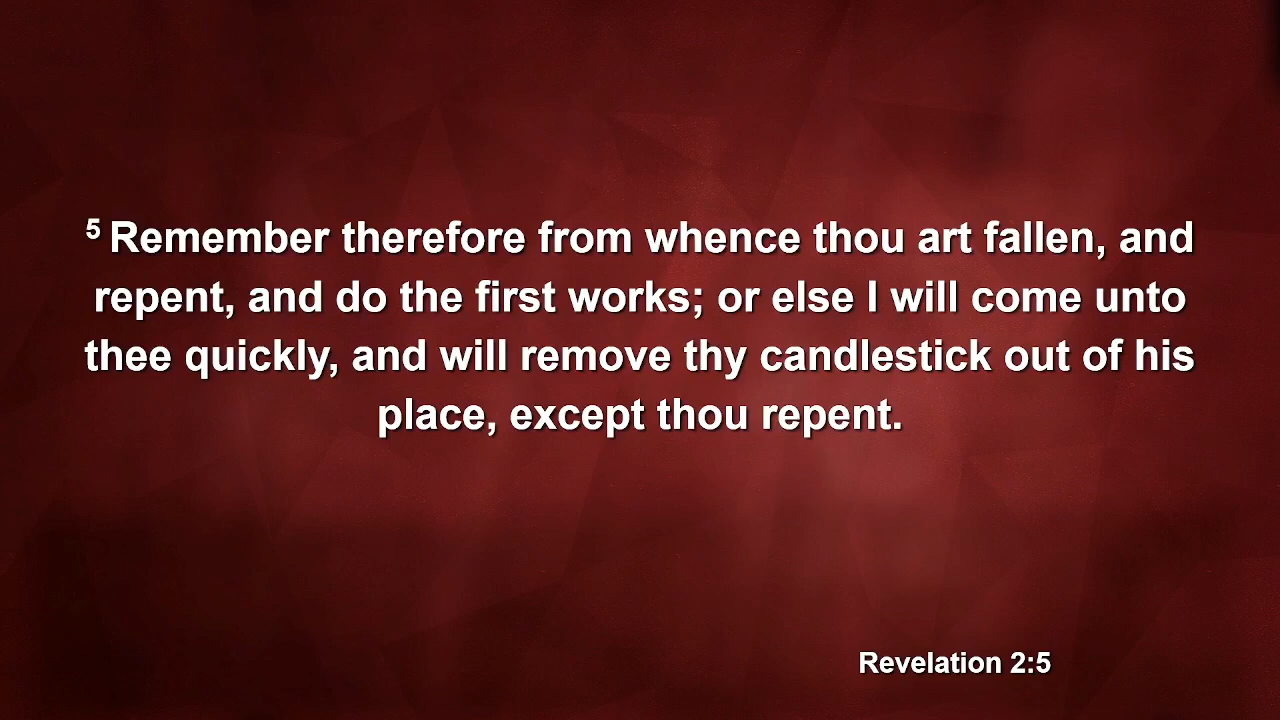 5 Remember therefore from whence thou art fallen, and
repent, and do the first works; or else I will come unto
thee quickly, and will remove thy candlestick out of his
place, except thou repent.
Revelation 2:5